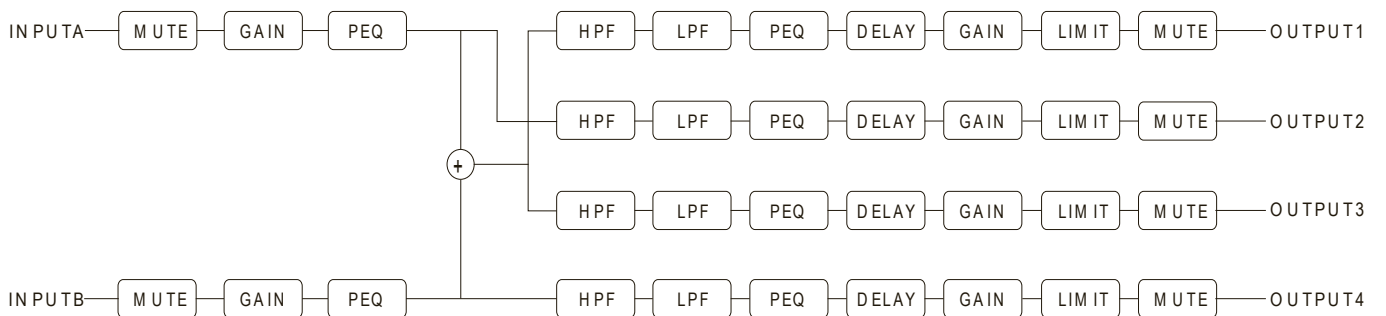 INPUTA MUTE GAIN PEQ HPF LPF PEQ DELAY GAIN LIMIT MUTE OUTPUT1
HPF LPF PEQ DELAY GAIN LIMIT MUTE OUTPUT2
+
HPF LPF PEQ DELAY GAIN LIMIT MUTE OUTPUT3
INPUTB MUTE GAIN PEQ HPF LPF PEQ DELAY GAIN LIMIT MUTE OUTPUT4